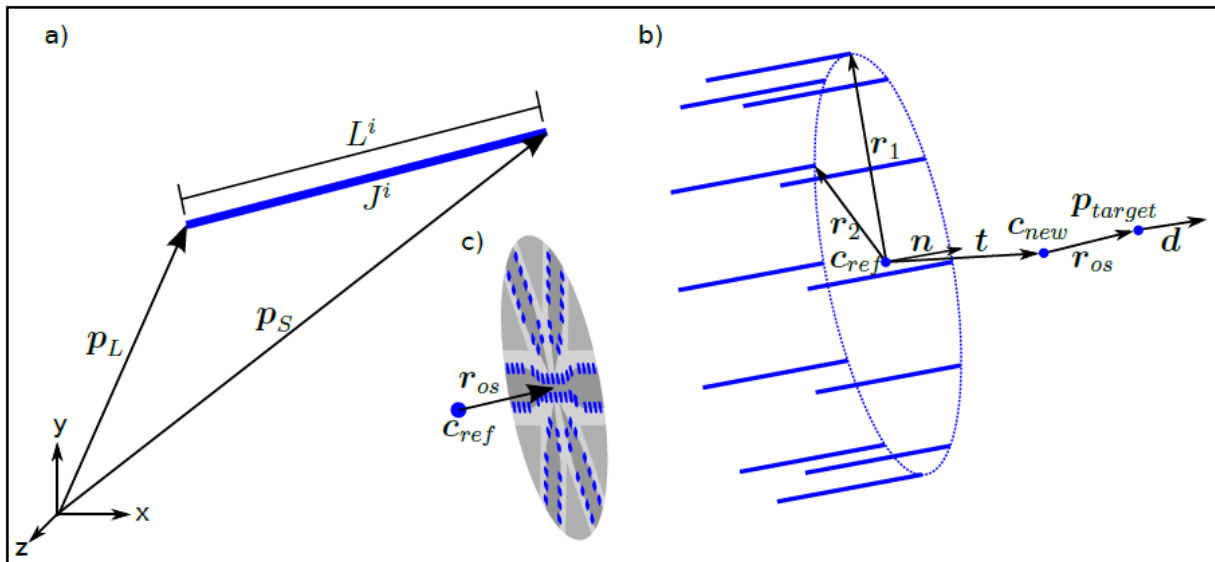 a)
L^i
J^i
p_L
p_S
y
x
z
c)
r_os
c_ref
b)
r_1
r_2
c_ref
n
t
c_new
r_os
p_target
d